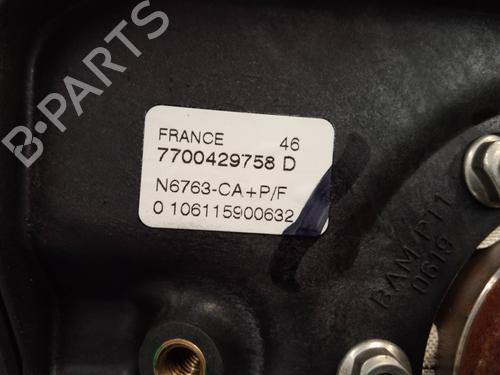 B-PARTS
FRANCE 46
7700429758 D
N6763-CA+P/F
0 106115900632
BAM PT1
0619